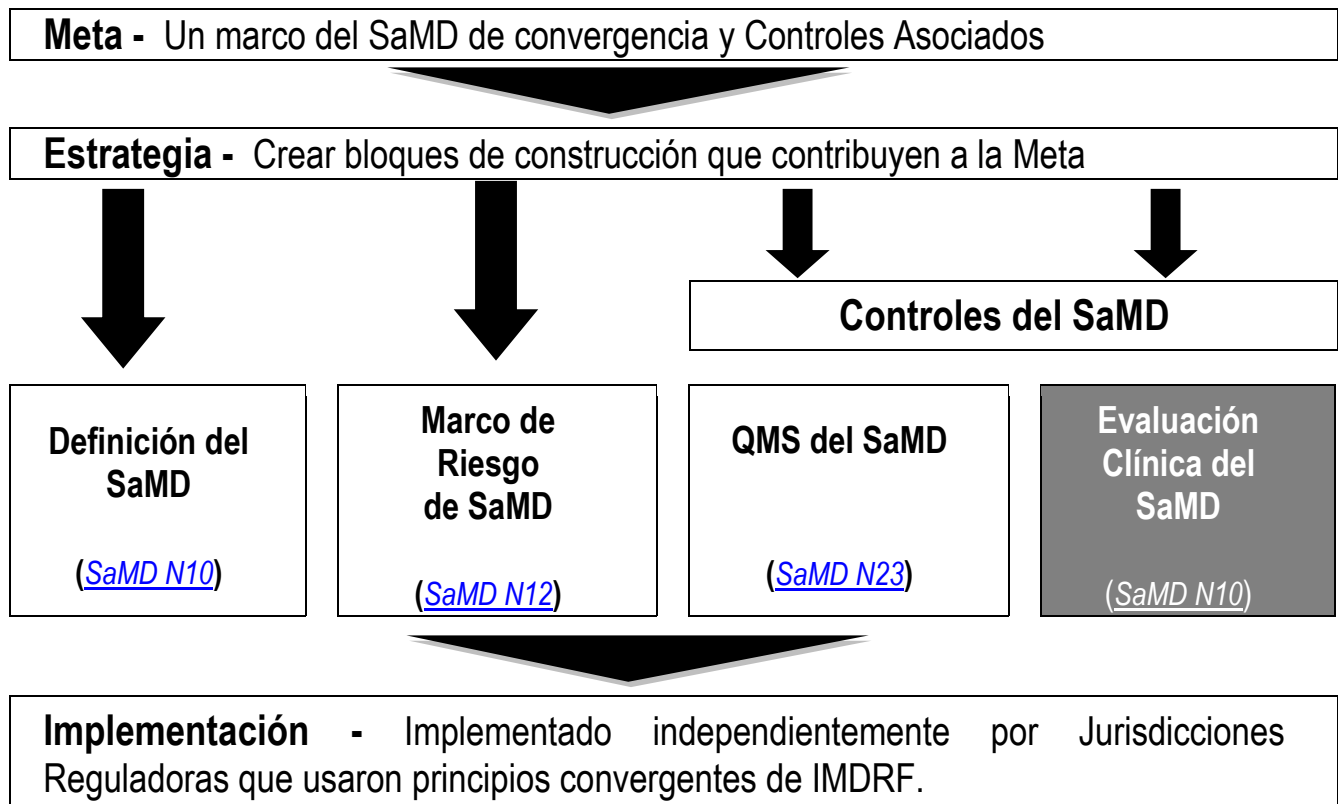 Meta - Un marco del SaMD de convergencia y Controles Asociados
Estrategia - Crear bloques de construcción que contribuyen a la Meta
Controles del SaMD
Definición del
SaMD
(SaMD N10)
Marco de
Riesgo
de SaMD
(SaMD N12)
QMS del SaMD
(SaMD N23)
Evaluación
Clínica del
SaMD
(SaMD N10)
Implementación - Implementado independientemente por Jurisdicciones
Reguladoras que usaron principios convergentes de IMDRF.